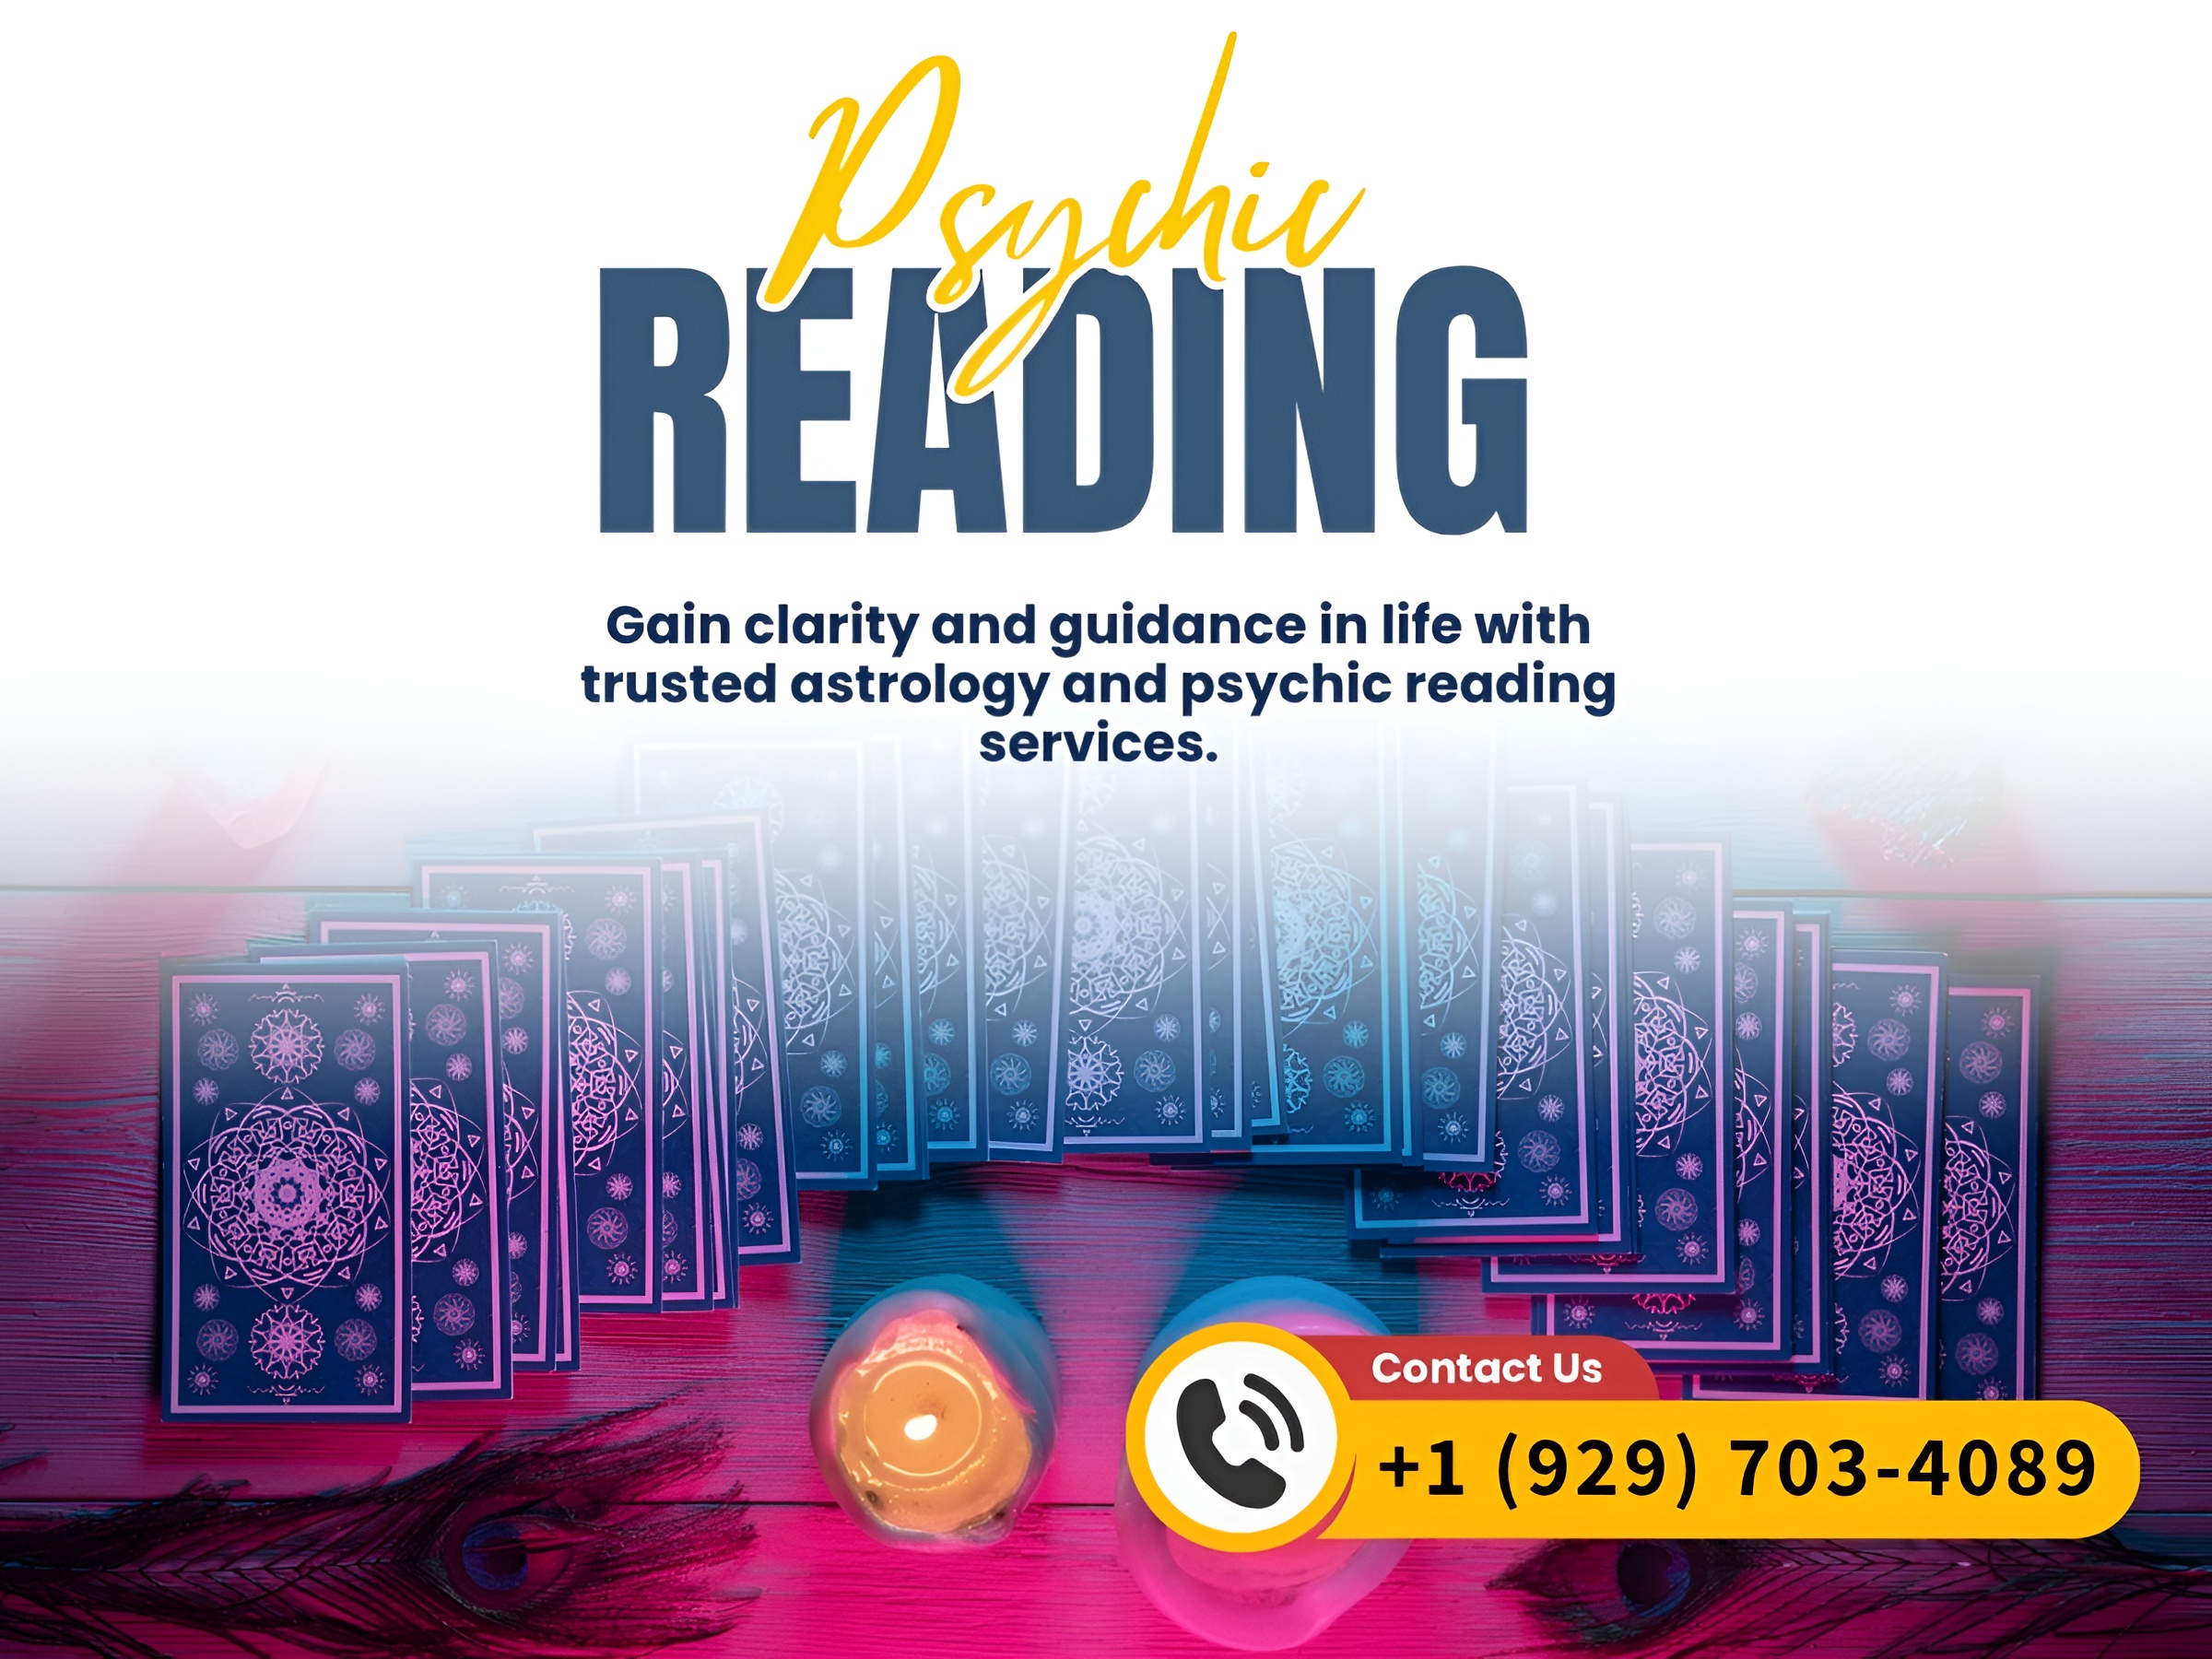 Psychic
READING
Gain clarity and guidance in life with
trusted astrology and psychic reading
services.
Contact Us
+1 (929) 703-4089